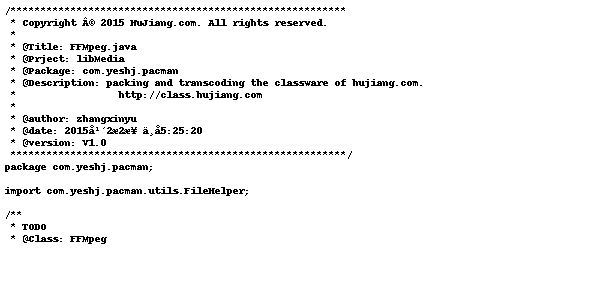 /********************************************************
* Copyright Â© 2015 HuJiang.com. All rights reserved.
*
* @Title: FFMpeg.java
* @Prject: libMedia
* @Package: com.yeshj.pacman
* @Description: packing and transcoding the classware of hujiang.com.
* http://class.hujiang.com
*
* @author: zhangxinyu
* @date: 2015å¹´2æ2æ¥ ä¸å5:25:20
* @version: V1.0
********************************************************/
package com.yeshj.pacman;
import com.yeshj.pacman.utils.FileHelper;
/**
* TODO
* @Class: FFMpeg